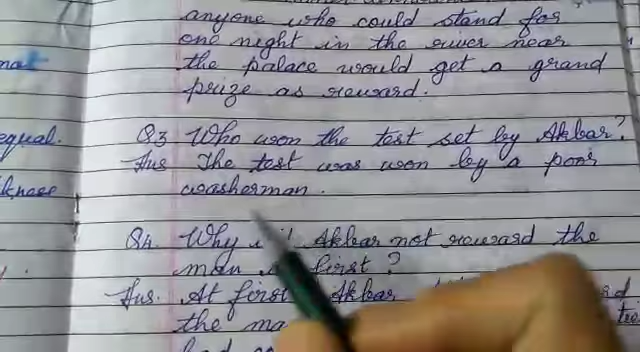 anyone who could stand for
one night in the river near
the palace would get a grand
prize as reward.
equal.
Q3 Who won the test set by Akbar?
Ans The test was won by a poor
washerman.
Q4. Why Akbar not reward the
man first?
Ans. At first Akbar
the